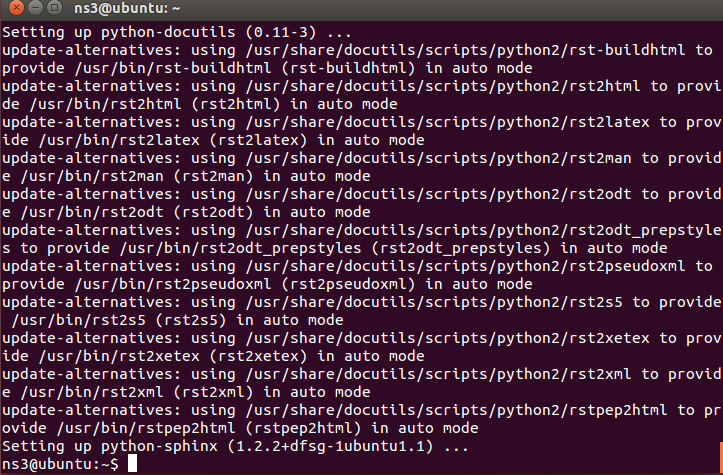 ns3@ubuntu: ~
Setting up python-docutils (0.11-3) ...
update-alternatives: using /usr/share/docutils/scripts/python2/rst-buildhtml to
provide /usr/bin/rst-buildhtml (rst-buildhtml) in auto mode
update-alternatives: using /usr/share/docutils/scripts/python2/rst2html to provi
de /usr/bin/rst2html (rst2html) in auto mode
update-alternatives: using /usr/share/docutils/scripts/python2/rst2latex to prov
ide /usr/bin/rst2latex (rst2latex) in auto mode
update-alternatives: using /usr/share/docutils/scripts/python2/rst2man to provid
e /usr/bin/rst2man (rst2man) in auto mode
update-alternatives: using /usr/share/docutils/scripts/python2/rst2odt to provid
e /usr/bin/rst2odt (rst2odt) in auto mode
update-alternatives: using /usr/share/docutils/scripts/python2/rst2odt_prepstyle
s to provide /usr/bin/rst2odt_prepstyles (rst2odt_prepstyles) in auto mode
update-alternatives: using /usr/share/docutils/scripts/python2/rst2pseudoxml to
provide /usr/bin/rst2pseudoxml (rst2pseudoxml) in auto mode
update-alternatives: using /usr/share/docutils/scripts/python2/rst2s5 to provide
 /usr/bin/rst2s5 (rst2s5) in auto mode
update-alternatives: using /usr/share/docutils/scripts/python2/rst2xetex to prov
ide /usr/bin/rst2xetex (rst2xetex) in auto mode
update-alternatives: using /usr/share/docutils/scripts/python2/rst2xml to provid
e /usr/bin/rst2xml (rst2xml) in auto mode
update-alternatives: using /usr/share/docutils/scripts/python2/rstpep2html to pr
ovide /usr/bin/rstpep2html (rstpep2html) in auto mode
Setting up python-sphinx (1.2.2+dfsg-1ubuntu1.1) ...
ns3@ubuntu:~$